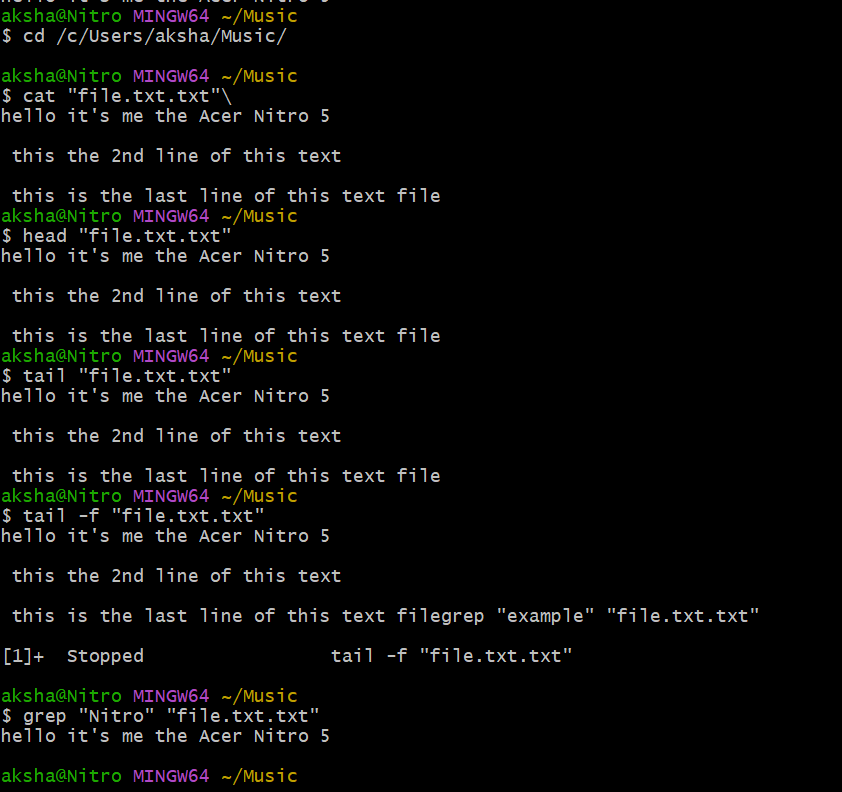 hello it's me the Acer Nitro 5
aksha@Nitro MINGW64 ~/Music
$ cd /c/Users/aksha/Music/
aksha@Nitro MINGW64 ~/Music
$ cat "file.txt.txt"\
hello it's me the Acer Nitro 5
 this the 2nd line of this text
 this is the last line of this text file
aksha@Nitro MINGW64 ~/Music
$ head "file.txt.txt"
hello it's me the Acer Nitro 5
 this the 2nd line of this text
 this is the last line of this text file
aksha@Nitro MINGW64 ~/Music
$ tail "file.txt.txt"
hello it's me the Acer Nitro 5
 this the 2nd line of this text
 this is the last line of this text file
aksha@Nitro MINGW64 ~/Music
$ tail -f "file.txt.txt"
hello it's me the Acer Nitro 5
 this the 2nd line of this text
 this is the last line of this text filegrep "example" "file.txt.txt"
[1]+  Stopped                 tail -f "file.txt.txt"
aksha@Nitro MINGW64 ~/Music
$ grep "Nitro" "file.txt.txt"
hello it's me the Acer Nitro 5
aksha@Nitro MINGW64 ~/Music